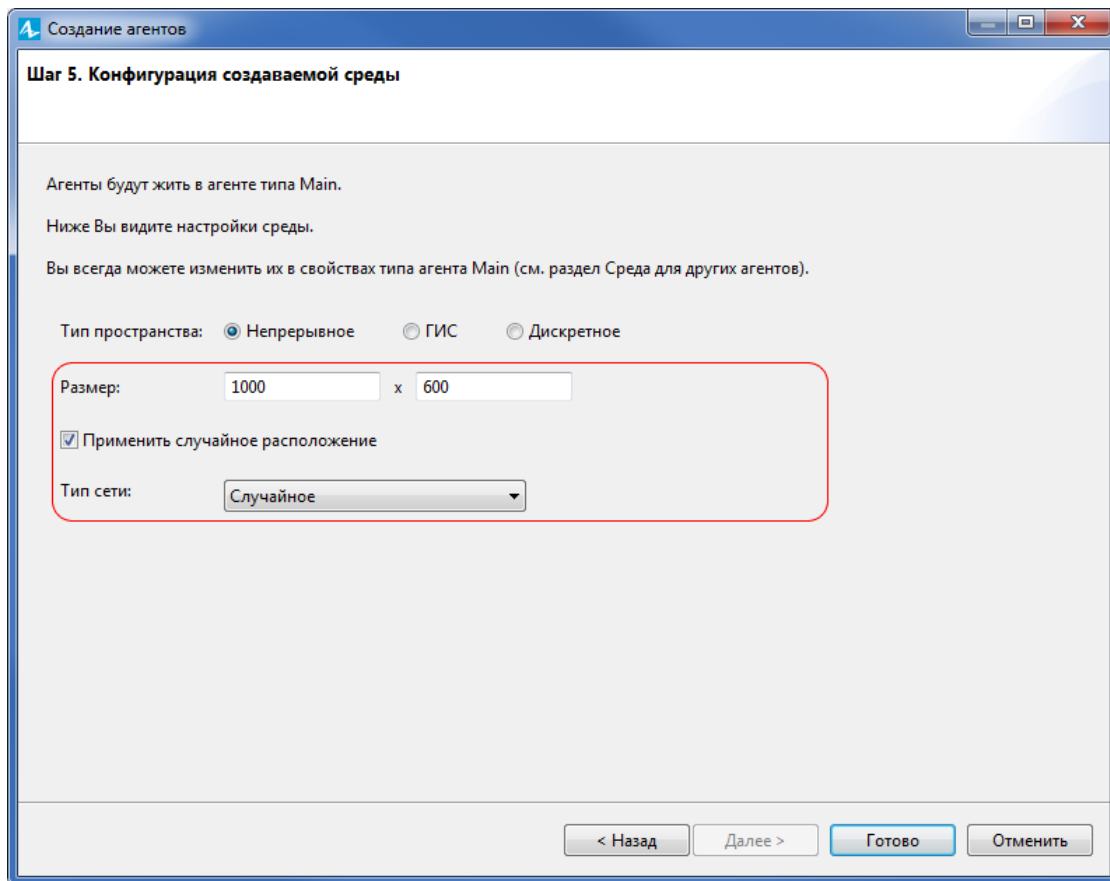 Создание агентов
Шаг 5. Конфигурация создаваемой среды
Агенты будут жить в агенте типа Main.
Ниже Вы видите настройки среды.
Вы всегда можете изменить их в свойствах типа агента Main (см. раздел Среда для других агентов).
Тип пространства: Непрерывное ГИС Дискретное
Размер: 1000 x 600
Применить случайное расположение
Тип сети: Случайное
< Назад Далее > Готово Отменить